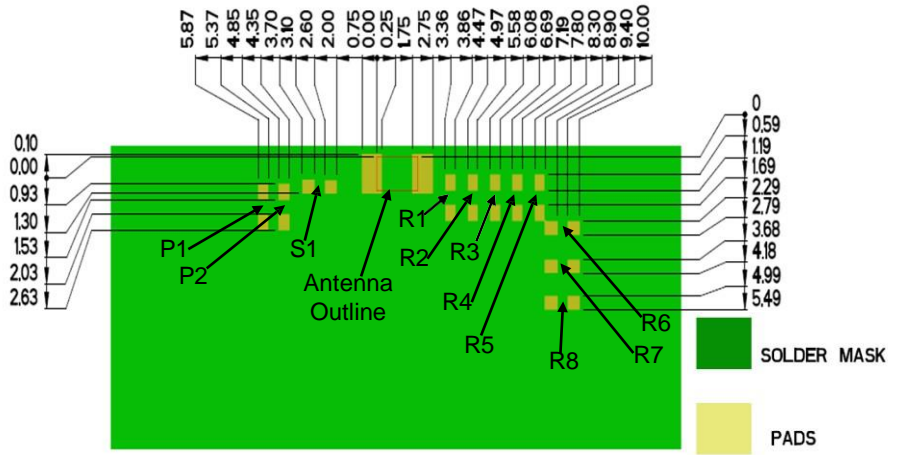 5.87
5.37
4.85
4.35
3.70
3.10
2.60
2.00
0.75
0.00
0.25
1.75
2.75
3.36
3.86
4.47
4.97
5.58
6.08
6.69
7.19
7.80
8.30
8.90
9.40
10.00
0.10
0.00
0.93
1.30
1.53
2.03
2.63
0
0.59
1.19
1.69
2.29
2.79
3.68
4.18
4.99
5.49
P1
P2
S1
Antenna
Outline
R1
R2
R3
R4
R5
R6
R7
R8
SOLDER MASK
PADS